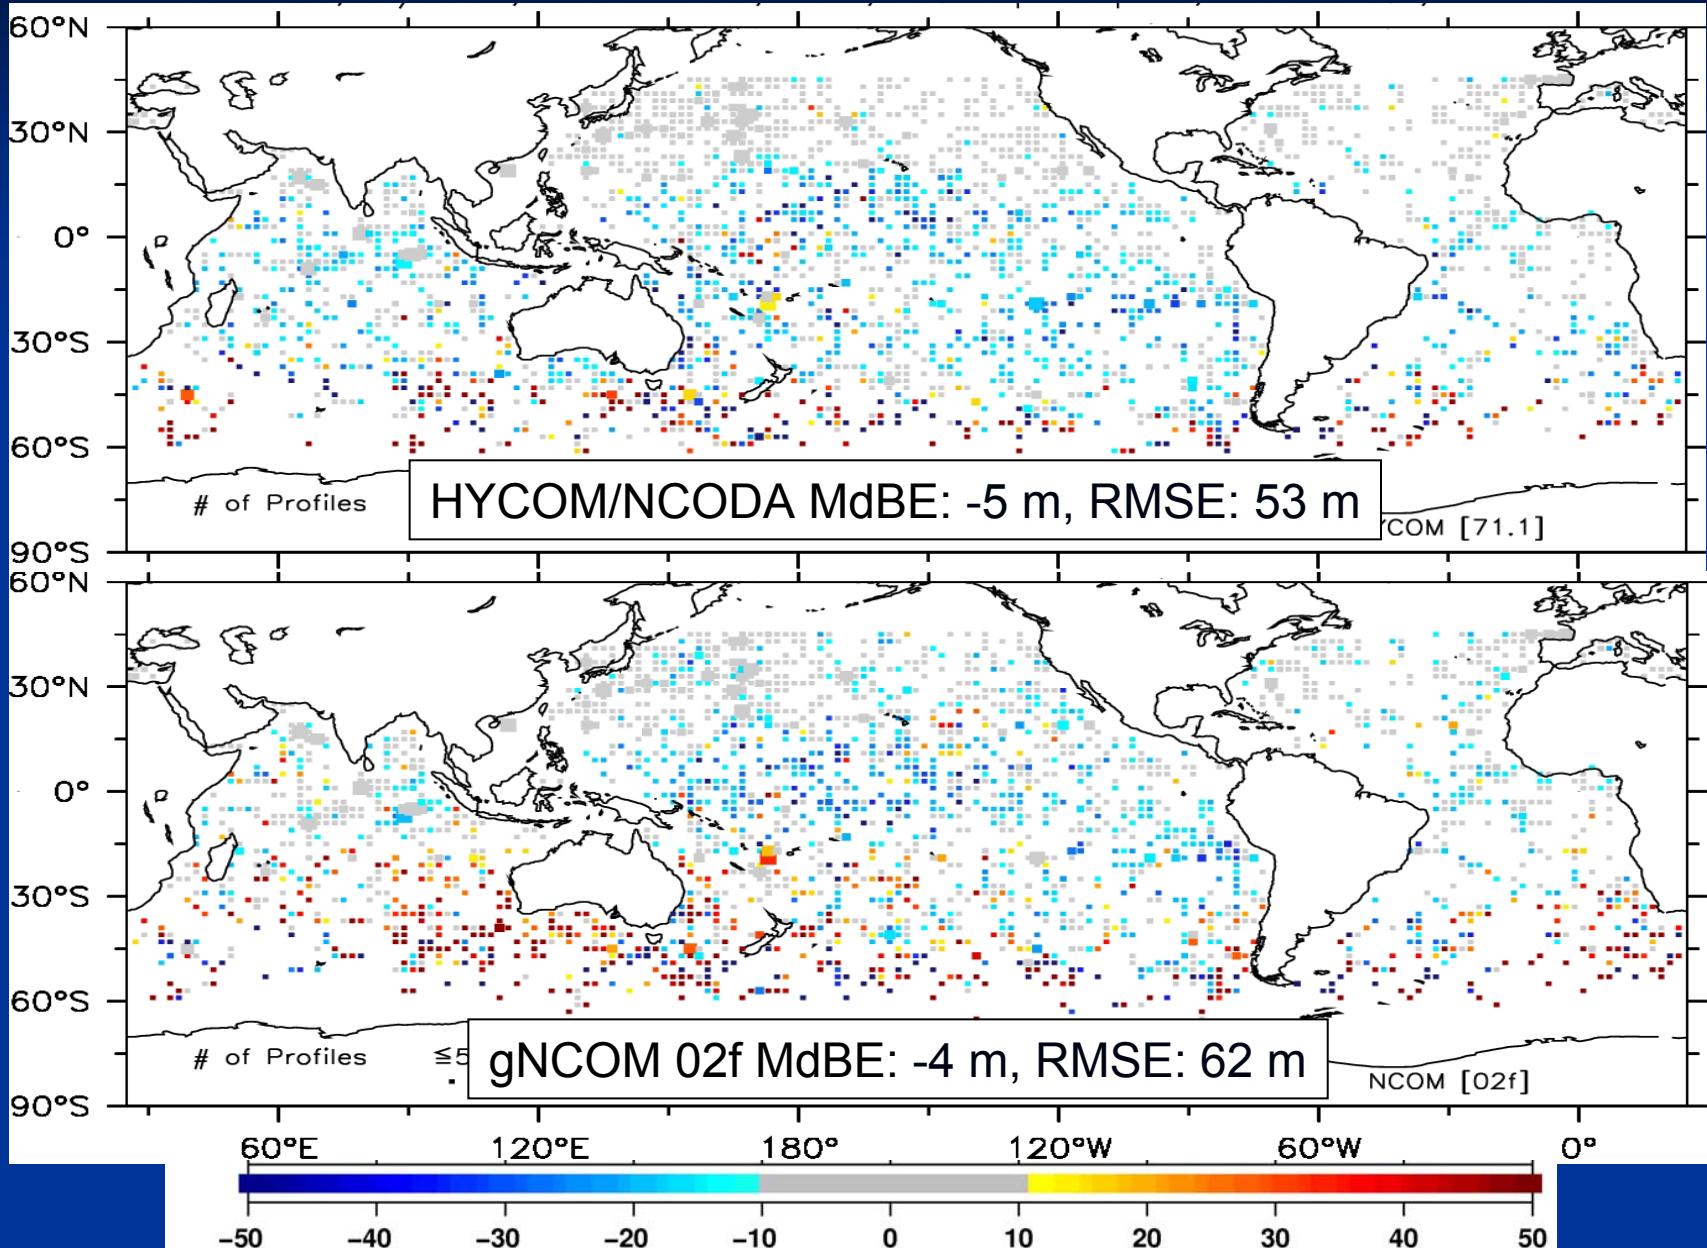 60°N
30°N
0°
30°S
60°S
90°S
# of Profiles
HYCOM/NCODA MdBE: -5 m, RMSE: 53 m
YCOM [71.1]
60°N
30°N
0°
30°S
60°S
90°S
# of Profiles
≦5
gNCOM 02f MdBE: -4 m, RMSE: 62 m
NCOM [02f]
60°E 120°E 180° 120°W 60°W 0°
−50 −40 −30 −20 −10 0 10 20 30 40 50